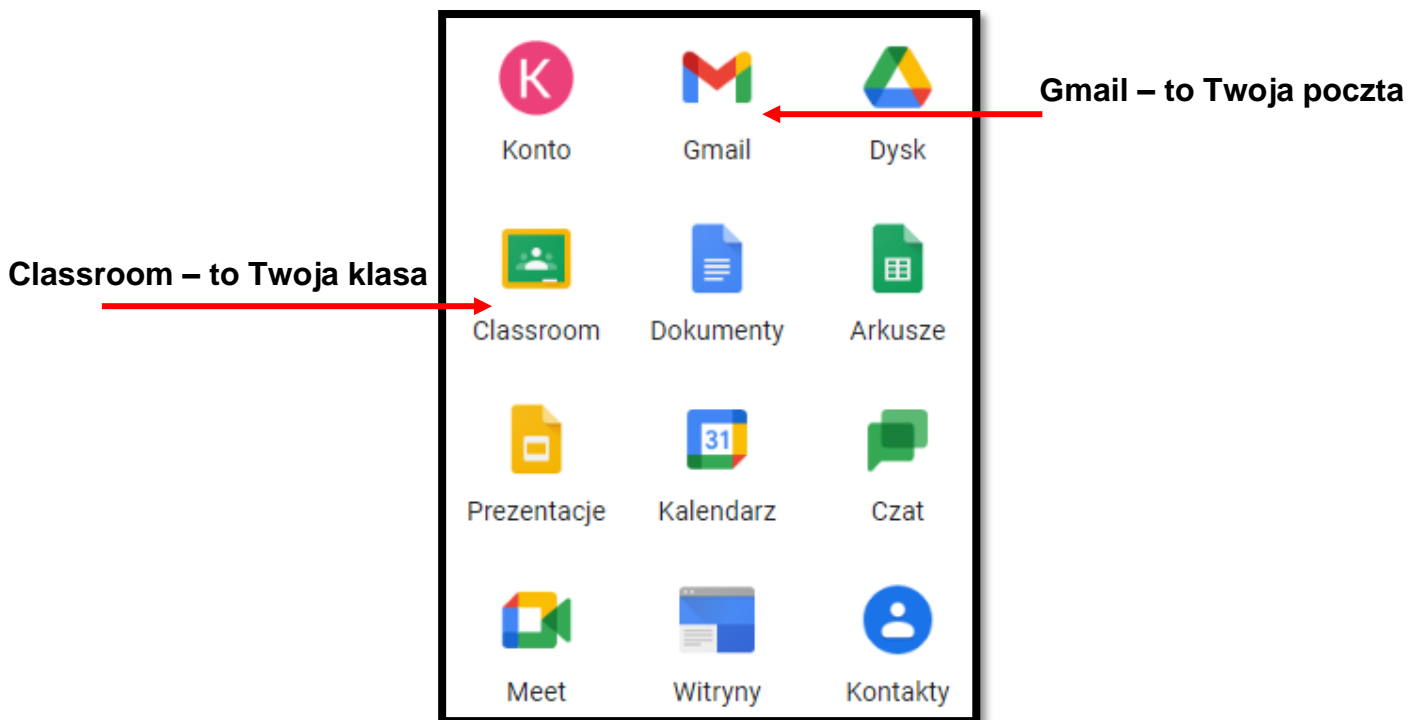 K
Gmail – to Twoja poczta
Konto Gmail Dysk
Classroom – to Twoja klasa
Classroom Dokumenty Arkusze
31
Prezentacje Kalendarz Czat
Meet Witryny Kontakty